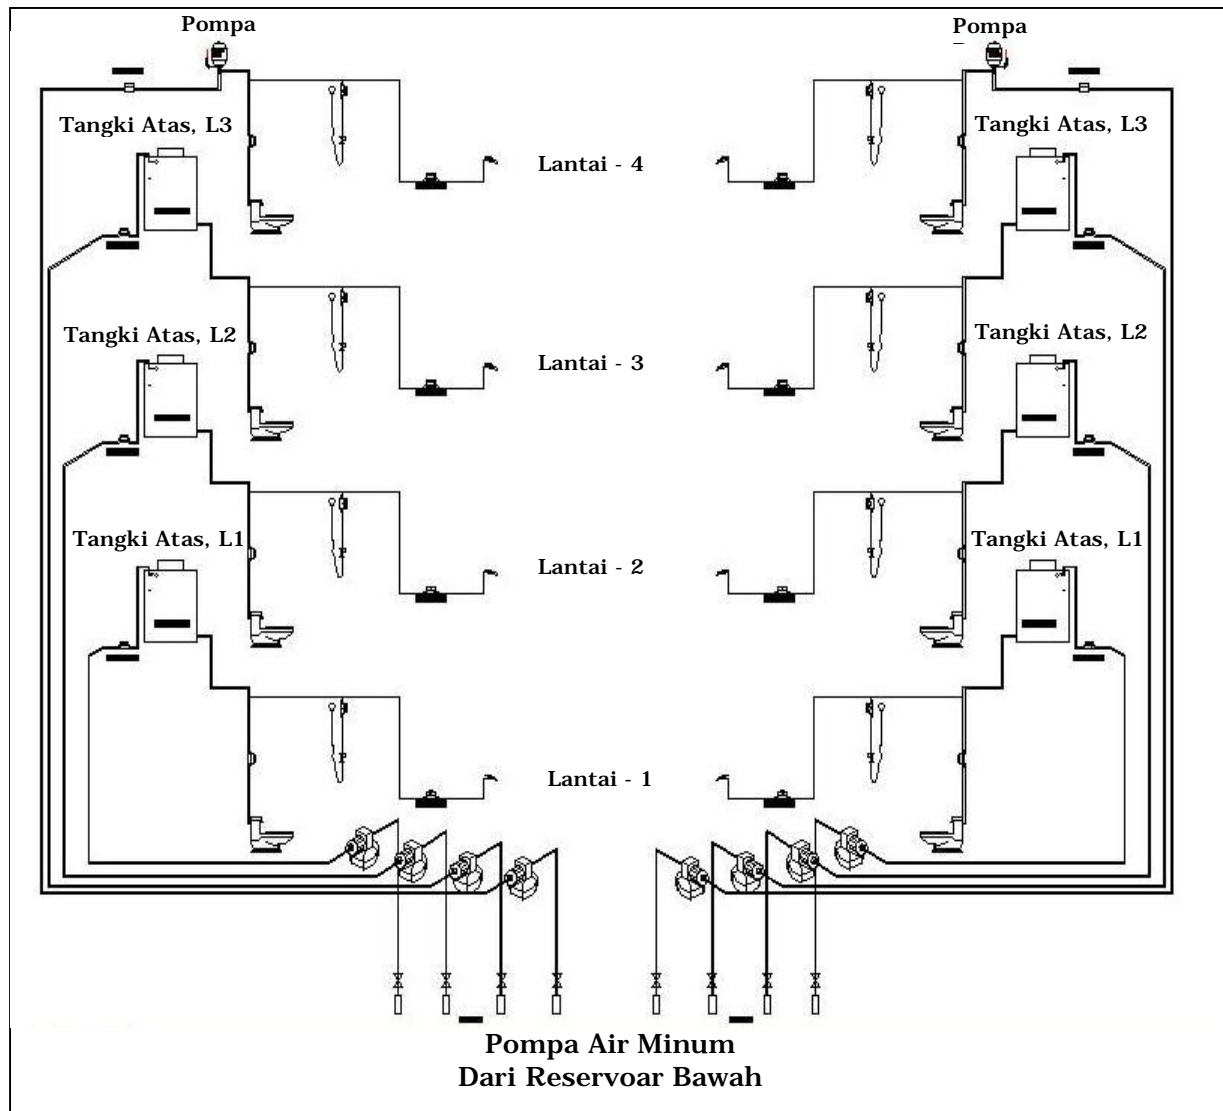 Pompa
Pompa
Tangki Atas, L3
Tangki Atas, L3
Lantai - 4
Tangki Atas, L2
Tangki Atas, L2
Lantai - 3
Tangki Atas, L1
Tangki Atas, L1
Lantai - 2
Lantai - 1
Pompa Air Minum
Dari Reservoar Bawah